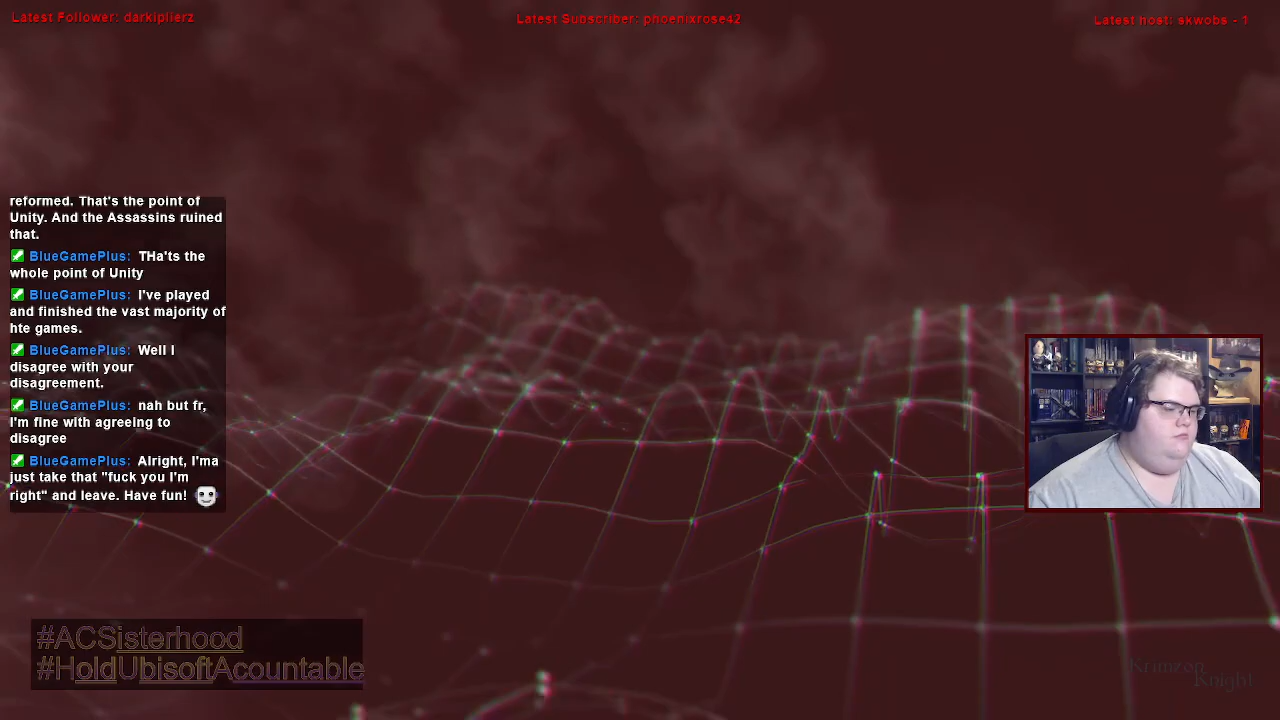 Latest Follower: darkiplierz
Latest Subscriber: phoenixrose42
Latest host: skwobs - 1
reformed. That's the point of
Unity. And the Assassins ruined
that.
BlueGamePlus: THa'ts the
whole point of Unity
BlueGamePlus: I've played
and finished the vast majority of
hte games.
BlueGamePlus: Well I
disagree with your
disagreement.
BlueGamePlus: nah but fr,
I'm fine with agreeing to
disagree
BlueGamePlus: Alright, I'ma
just take that "fuck you I'm
right" and leave. Have fun!
#ACSisterhood
#HoldUbisoftAcountable
Krimzon
Knight